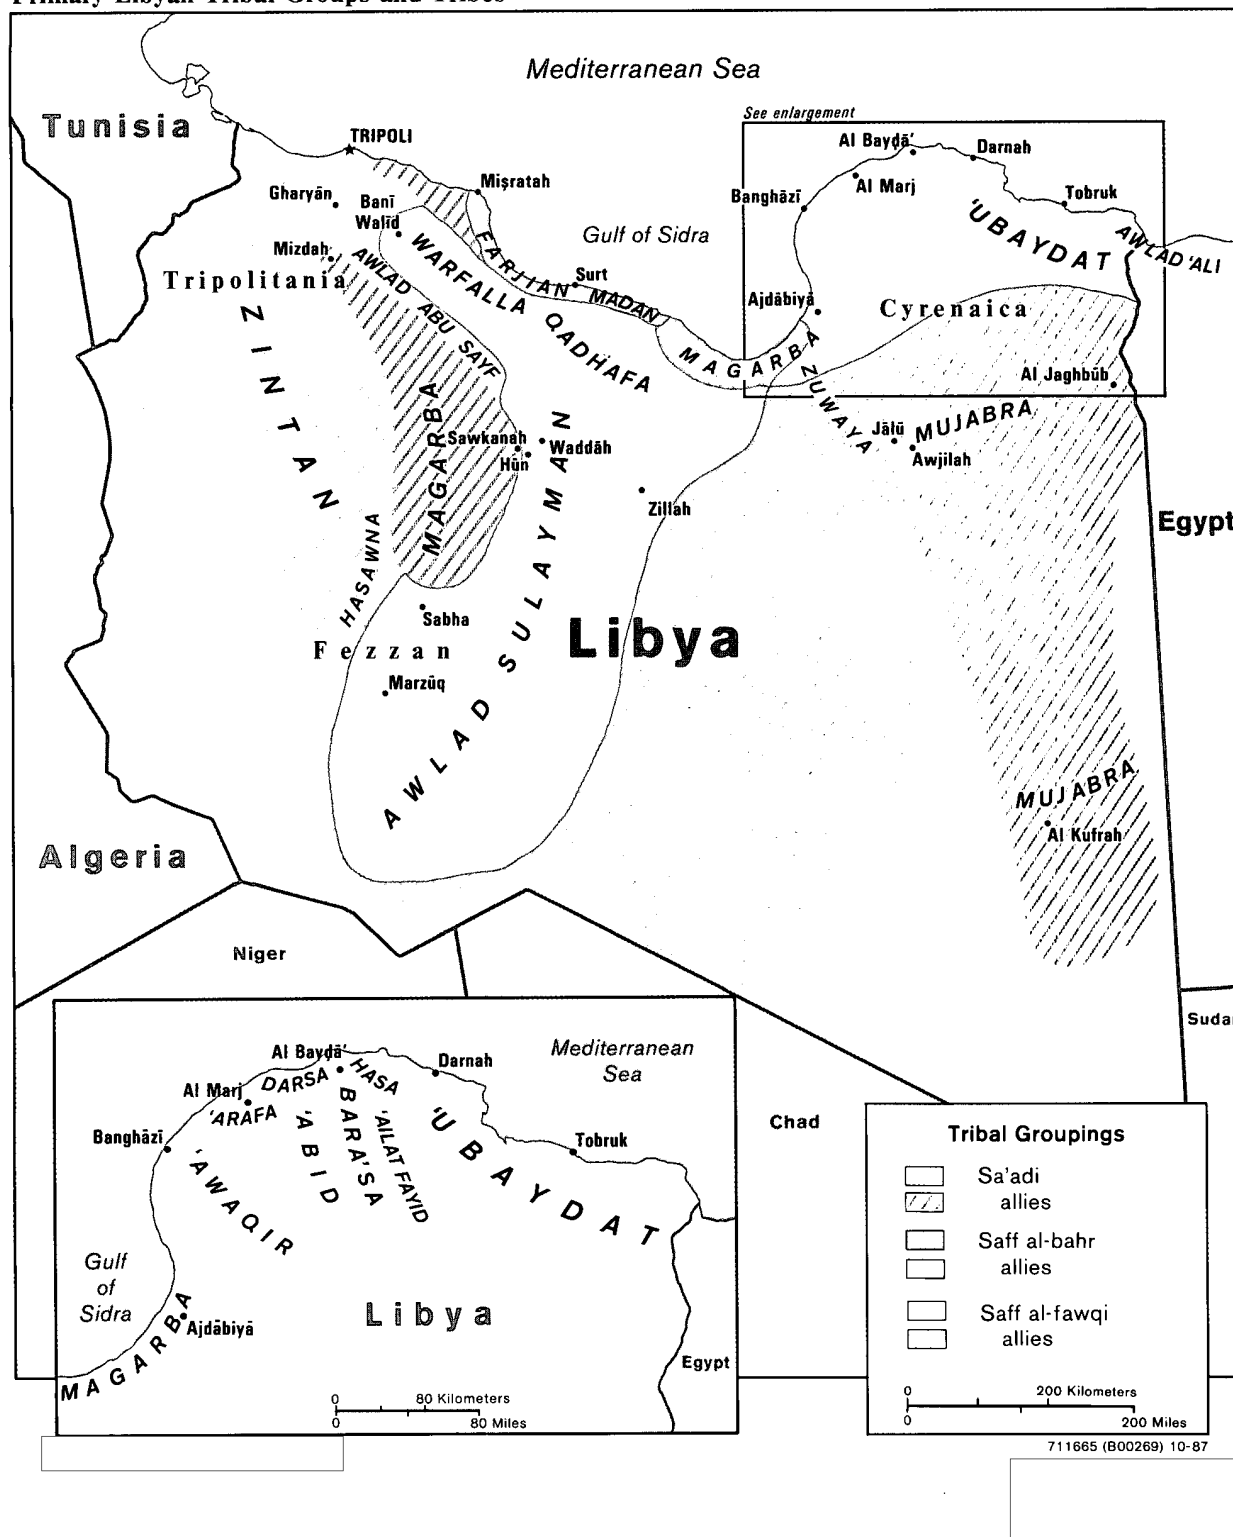 Primary Libyan Tribal Groups and Tribes
Mediterranean Sea
See enlargement
Tunisia
TRIPOLI
Al Bayḍā'
Darnah
Miṣratah
Al Marj
Gharyān
Banī
Walīd
Banghāzī
Tobruk
'UBAYDAT
AWLAD 'ALI
Gulf of Sidra
Mizdah
AWLAD ABU SAYF
WARFALLA
FARJIAN
Surt
MADAN
Tripolitania
QADHAFA
Ajdābiyā
Cyrenaica
ZINTAN
MAGARBA
ZUWAYA
Al Jaghbūb
MAGARBA
Sawkanah
Hūn
Waddāh
Jālū
MUJABRA
Awjilah
Zillah
Egypt
HASAWNA
Sabha
Libya
Fezzan
Marzūq
AWLAD SULAYMAN
MUJABRA
Al Kufrah
Algeria
Niger
Chad
Sudan
Al Bayḍā'
HASA
Darnah
Mediterranean
Sea
Al Marj
DARSA
'ARAFA
'ABID
BARA'SA
'AILAT FAYID
'UBAYDAT
Banghāzī
Tobruk
'AWAQIR
Gulf
of
Sidra
MAGARBA
Ajdābiyā
Libya
Egypt
0 80 Kilometers
0 80 Miles
Tribal Groupings
Sa'adi
allies
Saff al-bahr
allies
Saff al-fawqi
allies
0 200 Kilometers
0 200 Miles
711665 (B00269) 10-87